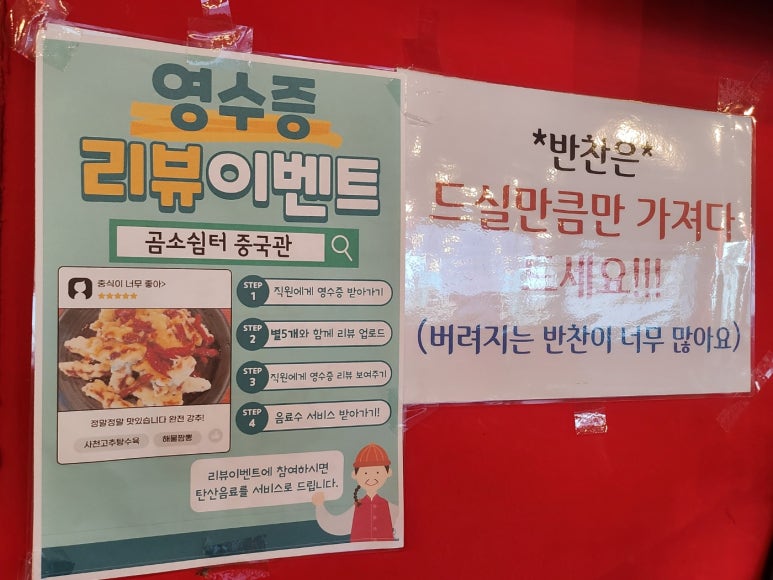 영수증
리뷰이벤트
곰소쉼터 중국관
중식이 너무 좋아>
★★★★★
정말정말 맛있습니다 완전 강추!
사천고추탕수육 해물짬뽕
STEP 1 직원에게 영수증 받아가기
STEP 2 별5개와 함께 리뷰 업로드
STEP 3 직원에게 영수증 리뷰 보여주기
STEP 4 음료수 서비스 받아가기!
리뷰이벤트에 참여하시면
탄산음료를 서비스로 드립니다.
*반찬은*
드실만큼만 가져다
드세요!!!
(버려지는 반찬이 너무 많아요)